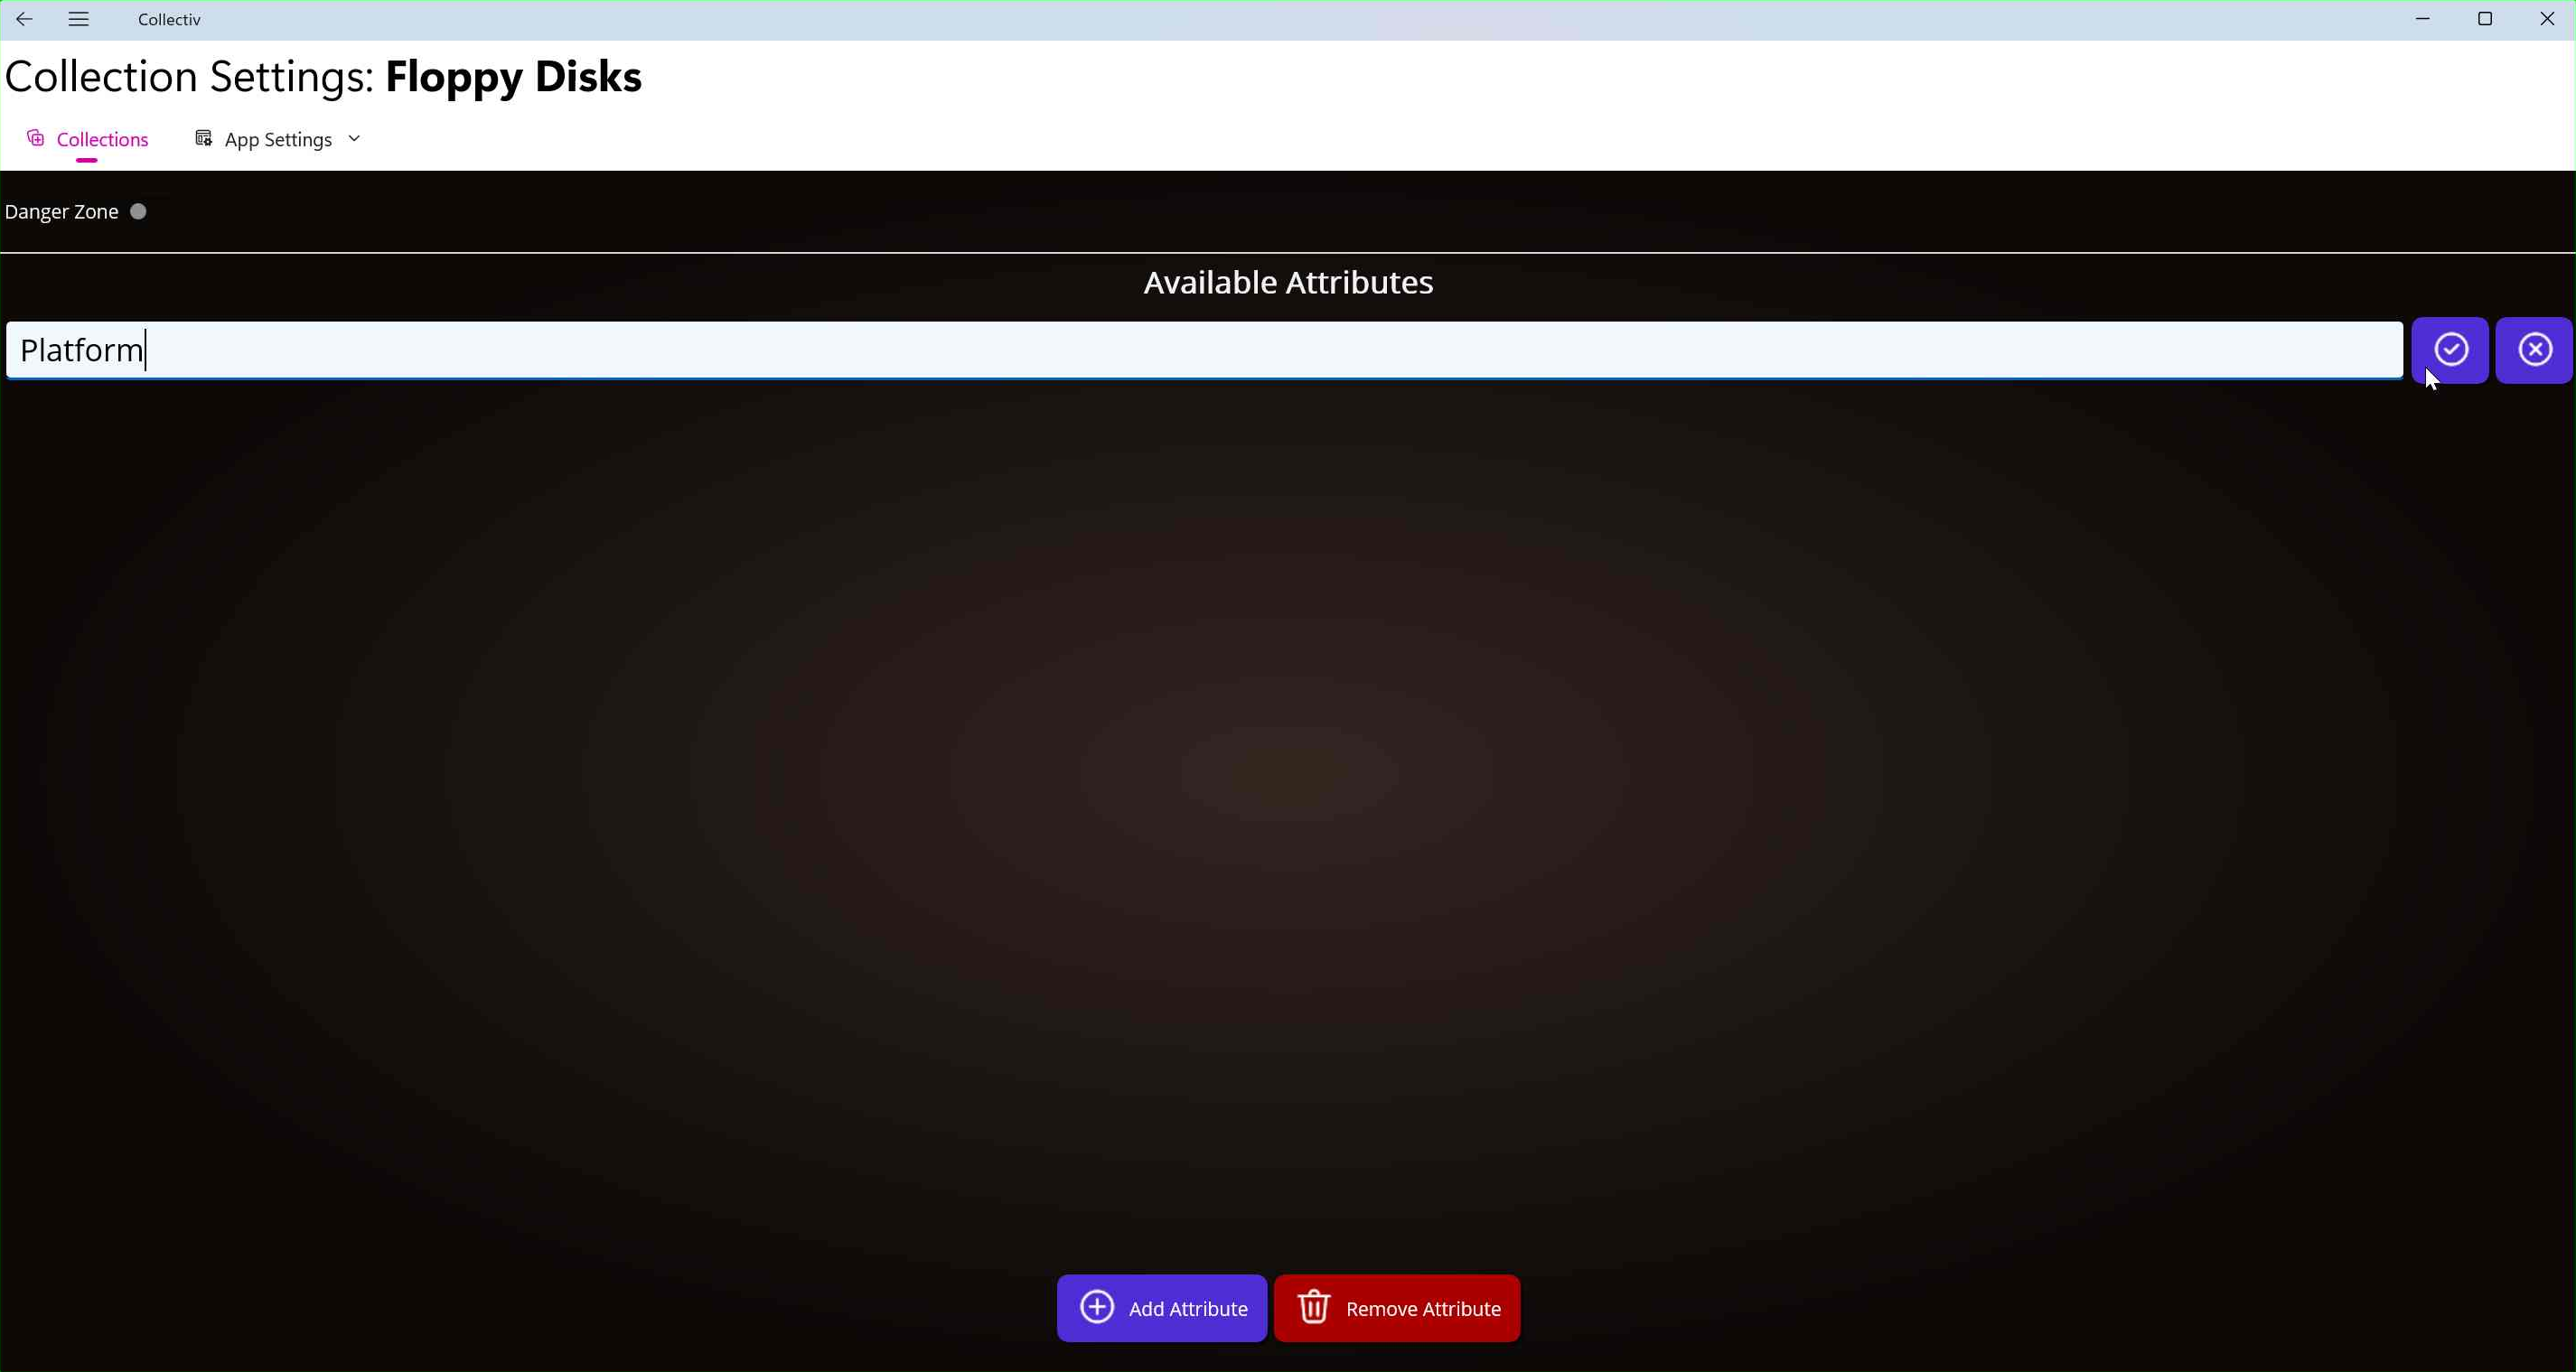 Collectiv
Collection Settings: Floppy Disks
Collections App Settings
Danger Zone
Available Attributes
Platform
Add Attribute Remove Attribute